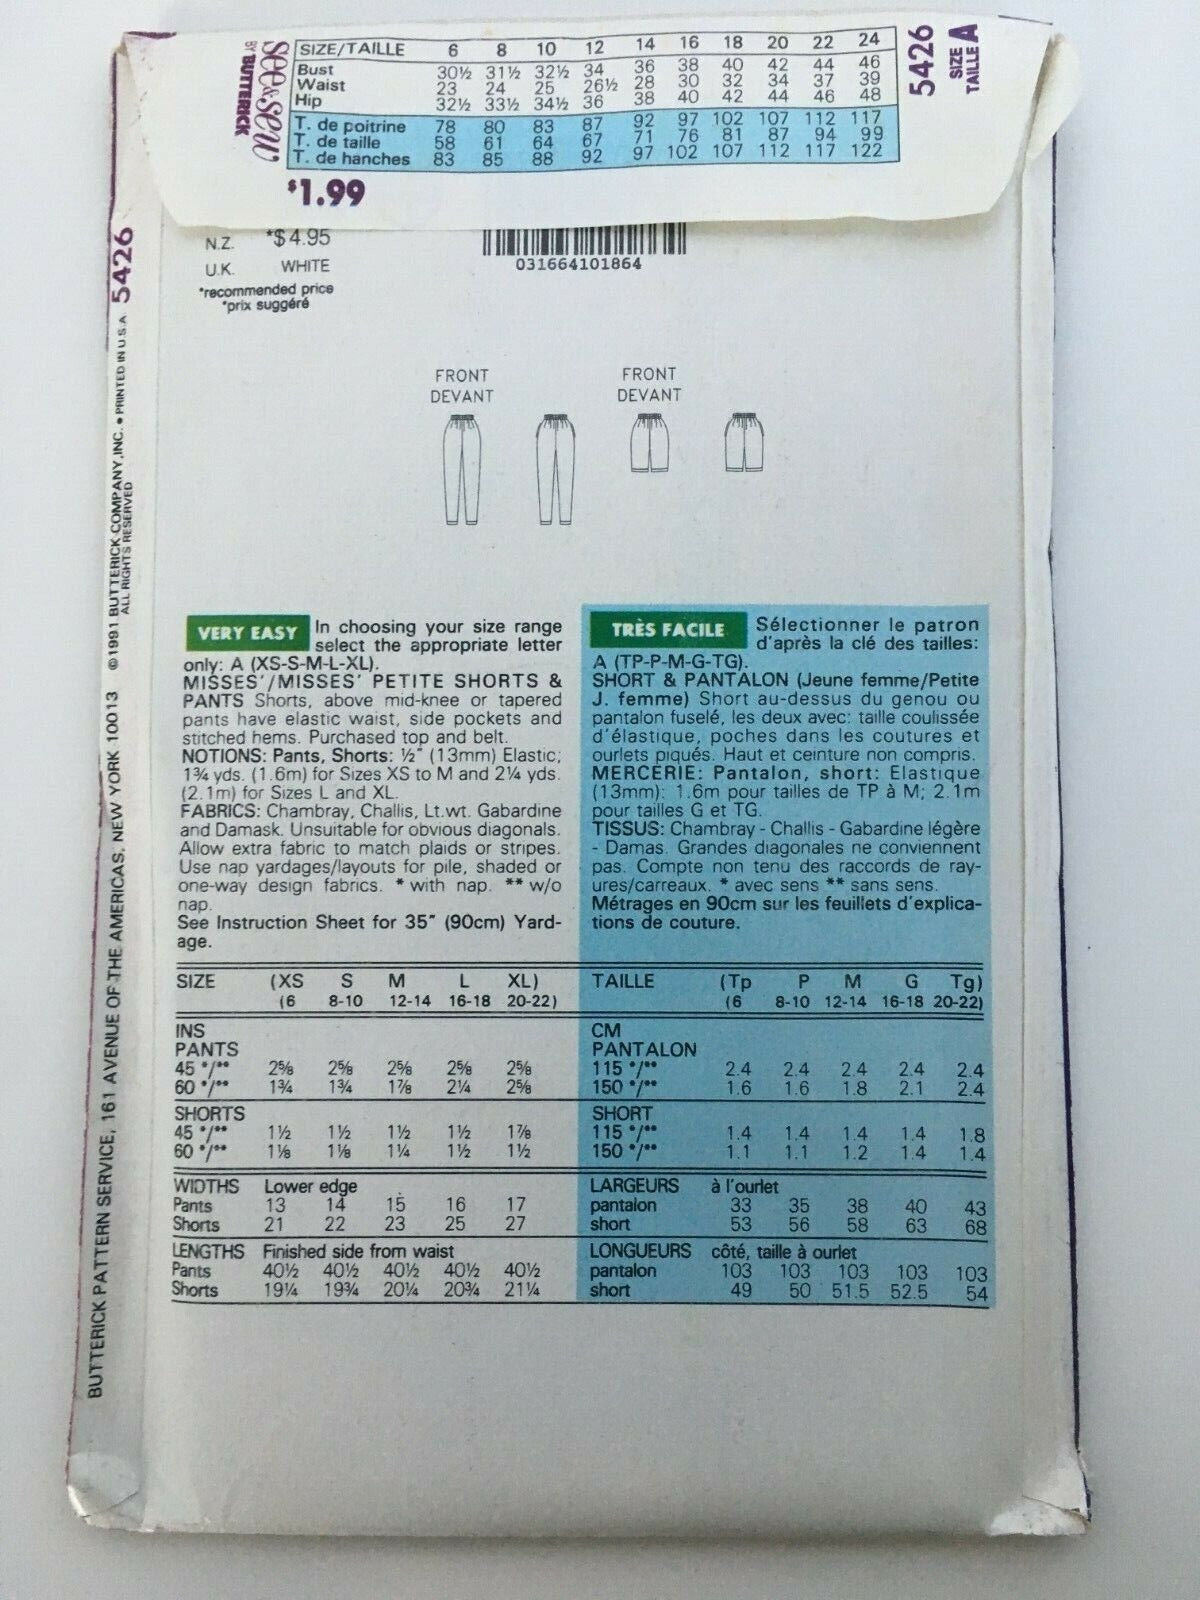 SIZE/TAILLE 6 8 10 12 14 16 18 20 22 24
Bust 30½ 31½ 32½ 34 36 38 40 42 44 46
Waist 23 24 25 26½ 28 30 32 34 37 39
Hip 32½ 33½ 34½ 36 38 40 42 44 46 48
T. de poitrine 78 80 83 87 92 97 102 107 112 117
T. de taille 58 61 64 67 71 76 81 87 94 99
T. de hanches 83 85 88 92 97 102 107 112 117 122
see&sew
BY BUTTERICK
$1.99
5426
SIZE
TAILLE A
N.Z. *$4.95
U.K. WHITE
*recommended price
*prix suggéré
031664101864
FRONT
DEVANT
FRONT
DEVANT
BUTTERICK PATTERN SERVICE, 161 AVENUE OF THE AMERICAS, NEW YORK 10013 ©1991 BUTTERICK COMPANY, INC. • PRINTED IN U.S.A. 5426
ALL RIGHTS RESERVED
VERY EASY In choosing your size range
select the appropriate letter
only: A (XS-S-M-L-XL).
MISSES'/MISSES' PETITE SHORTS &
PANTS Shorts, above mid-knee or tapered
pants have elastic waist, side pockets and
stitched hems. Purchased top and belt.
NOTIONS: Pants, Shorts: ½" (13mm) Elastic;
1¾ yds. (1.6m) for Sizes XS to M and 2¼ yds.
(2.1m) for Sizes L and XL.
FABRICS: Chambray, Challis, Lt.wt. Gabardine
and Damask. Unsuitable for obvious diagonals.
Allow extra fabric to match plaids or stripes.
Use nap yardages/layouts for pile, shaded or
one-way design fabrics. * with nap. ** w/o
nap.
See Instruction Sheet for 35" (90cm) Yard-
age.
SIZE (XS S M L XL)
(6 8-10 12-14 16-18 20-22)
INS
PANTS
45 */** 2⅝ 2⅝ 2⅝ 2⅝ 2⅝
60 */** 1¾ 1¾ 1⅞ 2¼ 2⅝
SHORTS
45 */** 1½ 1½ 1½ 1½ 1⅞
60 */** 1⅛ 1⅛ 1¼ 1½ 1½
WIDTHS Lower edge
Pants 13 14 15 16 17
Shorts 21 22 23 25 27
LENGTHS Finished side from waist
Pants 40½ 40½ 40½ 40½ 40½
Shorts 19¼ 19¾ 20¼ 20¾ 21¼
TRÈS FACILE Sélectionner le patron
d'après la clé des tailles:
A (TP-P-M-G-TG).
SHORT & PANTALON (Jeune femme/Petite
J. femme) Short au-dessus du genou ou
pantalon fuselé, les deux avec: taille coulissée
d'élastique, poches dans les coutures et
ourlets piqués. Haut et ceinture non compris.
MERCERIE: Pantalon, short: Elastique
(13mm): 1.6m pour tailles de TP à M; 2.1m
pour tailles G et TG.
TISSUS: Chambray - Challis - Gabardine légère
- Damas. Grandes diagonales ne conviennent
pas. Compte non tenu des raccords de ray-
ures/carreaux. * avec sens ** sans sens.
Métrages en 90cm sur les feuillets d'explica-
tions de couture.
TAILLE (Tp P M G Tg)
(6 8-10 12-14 16-18 20-22)
CM
PANTALON
115 */** 2.4 2.4 2.4 2.4 2.4
150 */** 1.6 1.6 1.8 2.1 2.4
SHORT
115 */** 1.4 1.4 1.4 1.4 1.8
150 */** 1.1 1.1 1.2 1.4 1.4
LARGEURS à l'ourlet
pantalon 33 35 38 40 43
short 53 56 58 63 68
LONGUEURS côté, taille à ourlet
pantalon 103 103 103 103 103
short 49 50 51.5 52.5 54